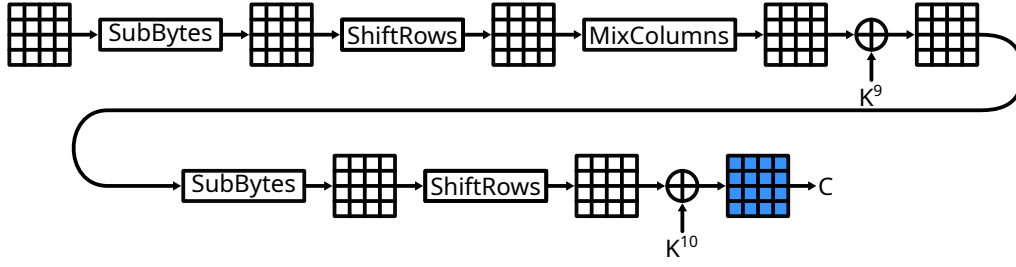 SubBytes ShiftRows MixColumns
K⁹
SubBytes ShiftRows C
K¹⁰